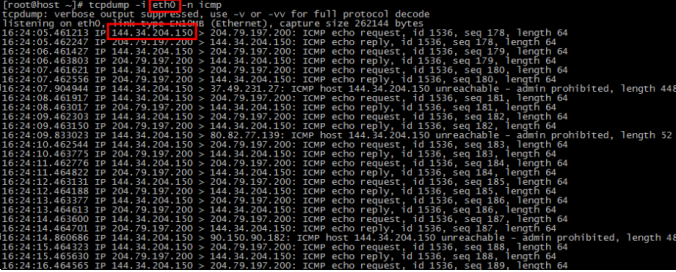 [root@host ~]# tcpdump -i eth0 -n icmp
tcpdump: verbose output suppressed, use -v or -vv for full protocol decode
listening on eth0, link-type EN10MB (Ethernet), capture size 262144 bytes
16:24:05.461213 IP 144.34.204.150 > 204.79.197.200: ICMP echo request, id 1536, seq 178, length 64
16:24:05.462247 IP 204.79.197.200 > 144.34.204.150: ICMP echo reply, id 1536, seq 178, length 64
16:24:06.461234 IP 144.34.204.150 > 204.79.197.200: ICMP echo request, id 1536, seq 179, length 64
16:24:06.463803 IP 204.79.197.200 > 144.34.204.150: ICMP echo reply, id 1536, seq 179, length 64
16:24:07.461621 IP 144.34.204.150 > 204.79.197.200: ICMP echo request, id 1536, seq 180, length 64
16:24:07.462556 IP 204.79.197.200 > 144.34.204.150: ICMP echo reply, id 1536, seq 180, length 64
16:24:07.904944 IP 144.34.204.150 > 37.49.231.27: ICMP host 144.34.204.150 unreachable - admin prohibited, length 448
16:24:08.461917 IP 144.34.204.150 > 204.79.197.200: ICMP echo request, id 1536, seq 181, length 64
16:24:08.463017 IP 204.79.197.200 > 144.34.204.150: ICMP echo reply, id 1536, seq 181, length 64
16:24:09.462303 IP 144.34.204.150 > 204.79.197.200: ICMP echo request, id 1536, seq 182, length 64
16:24:09.463150 IP 204.79.197.200 > 144.34.204.150: ICMP echo reply, id 1536, seq 182, length 64
16:24:09.833023 IP 144.34.204.150 > 80.82.77.139: ICMP host 144.34.204.150 unreachable - admin prohibited, length 52
16:24:10.462544 IP 144.34.204.150 > 204.79.197.200: ICMP echo request, id 1536, seq 183, length 64
16:24:10.463775 IP 204.79.197.200 > 144.34.204.150: ICMP echo reply, id 1536, seq 183, length 64
16:24:11.462776 IP 144.34.204.150 > 204.79.197.200: ICMP echo request, id 1536, seq 184, length 64
16:24:11.464822 IP 204.79.197.200 > 144.34.204.150: ICMP echo reply, id 1536, seq 184, length 64
16:24:12.463131 IP 144.34.204.150 > 204.79.197.200: ICMP echo request, id 1536, seq 185, length 64
16:24:12.464188 IP 204.79.197.200 > 144.34.204.150: ICMP echo reply, id 1536, seq 185, length 64
16:24:13.463377 IP 144.34.204.150 > 204.79.197.200: ICMP echo request, id 1536, seq 186, length 64
16:24:13.464613 IP 204.79.197.200 > 144.34.204.150: ICMP echo reply, id 1536, seq 186, length 64
16:24:14.463600 IP 144.34.204.150 > 204.79.197.200: ICMP echo request, id 1536, seq 187, length 64
16:24:14.464701 IP 204.79.197.200 > 144.34.204.150: ICMP echo reply, id 1536, seq 187, length 64
16:24:14.800686 IP 144.34.204.150 > 90.150.90.182: ICMP host 144.34.204.150 unreachable - admin prohibited, length 48
16:24:15.464323 IP 144.34.204.150 > 204.79.197.200: ICMP echo request, id 1536, seq 188, length 64
16:24:15.465630 IP 204.79.197.200 > 144.34.204.150: ICMP echo reply, id 1536, seq 188, length 64
16:24:16.464565 IP 144.34.204.150 > 204.79.197.200: ICMP echo request, id 1536, seq 189, length 64